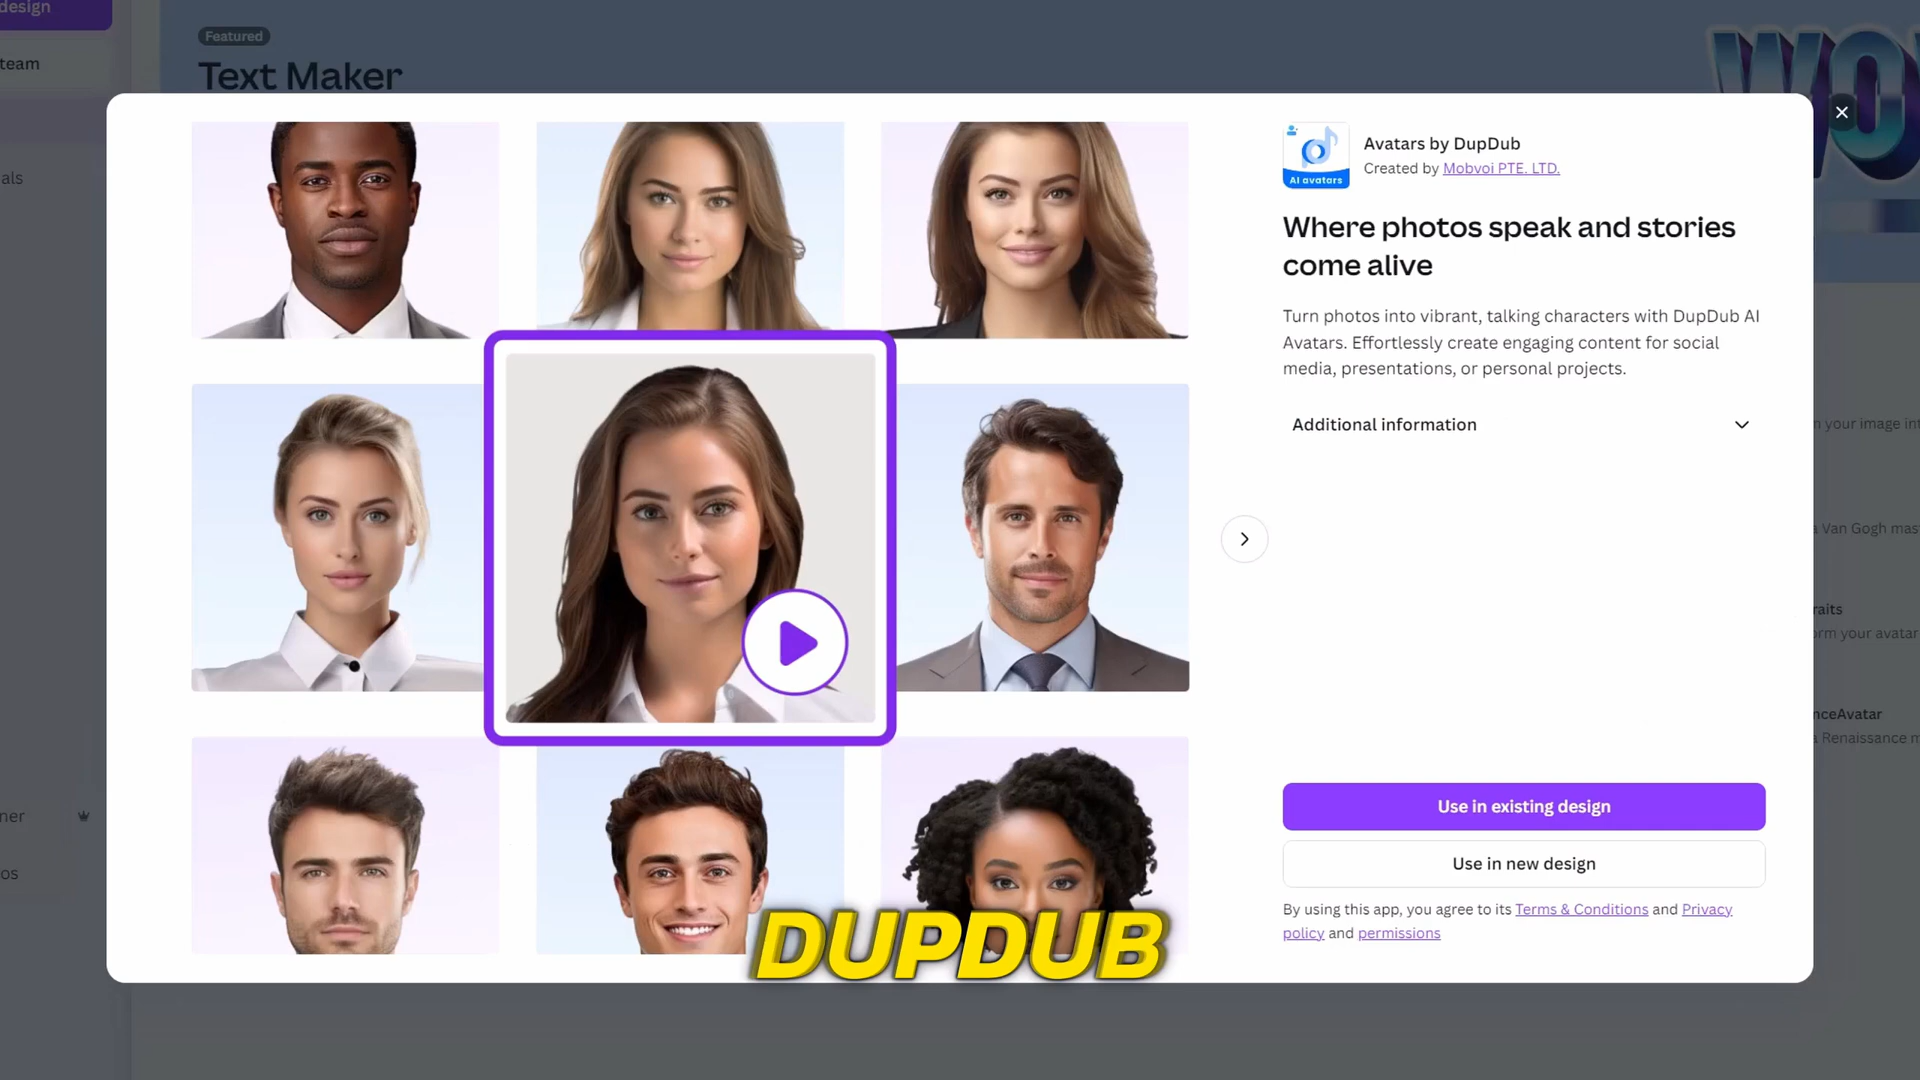 design
Featured
team
Text Maker
WO
als
AI avatars
Avatars by DupDub
Created by Mobvoi PTE. LTD.
Where photos speak and stories
come alive
Turn photos into vibrant, talking characters with DupDub AI
Avatars. Effortlessly create engaging content for social
media, presentations, or personal projects.
Additional information
n your image int
a Van Gogh mas
raits
orm your avatar
nceAvatar
a Renaissance m
ner
os
Use in existing design
Use in new design
By using this app, you agree to its Terms & Conditions and Privacy
policy and permissions
DUPDUB